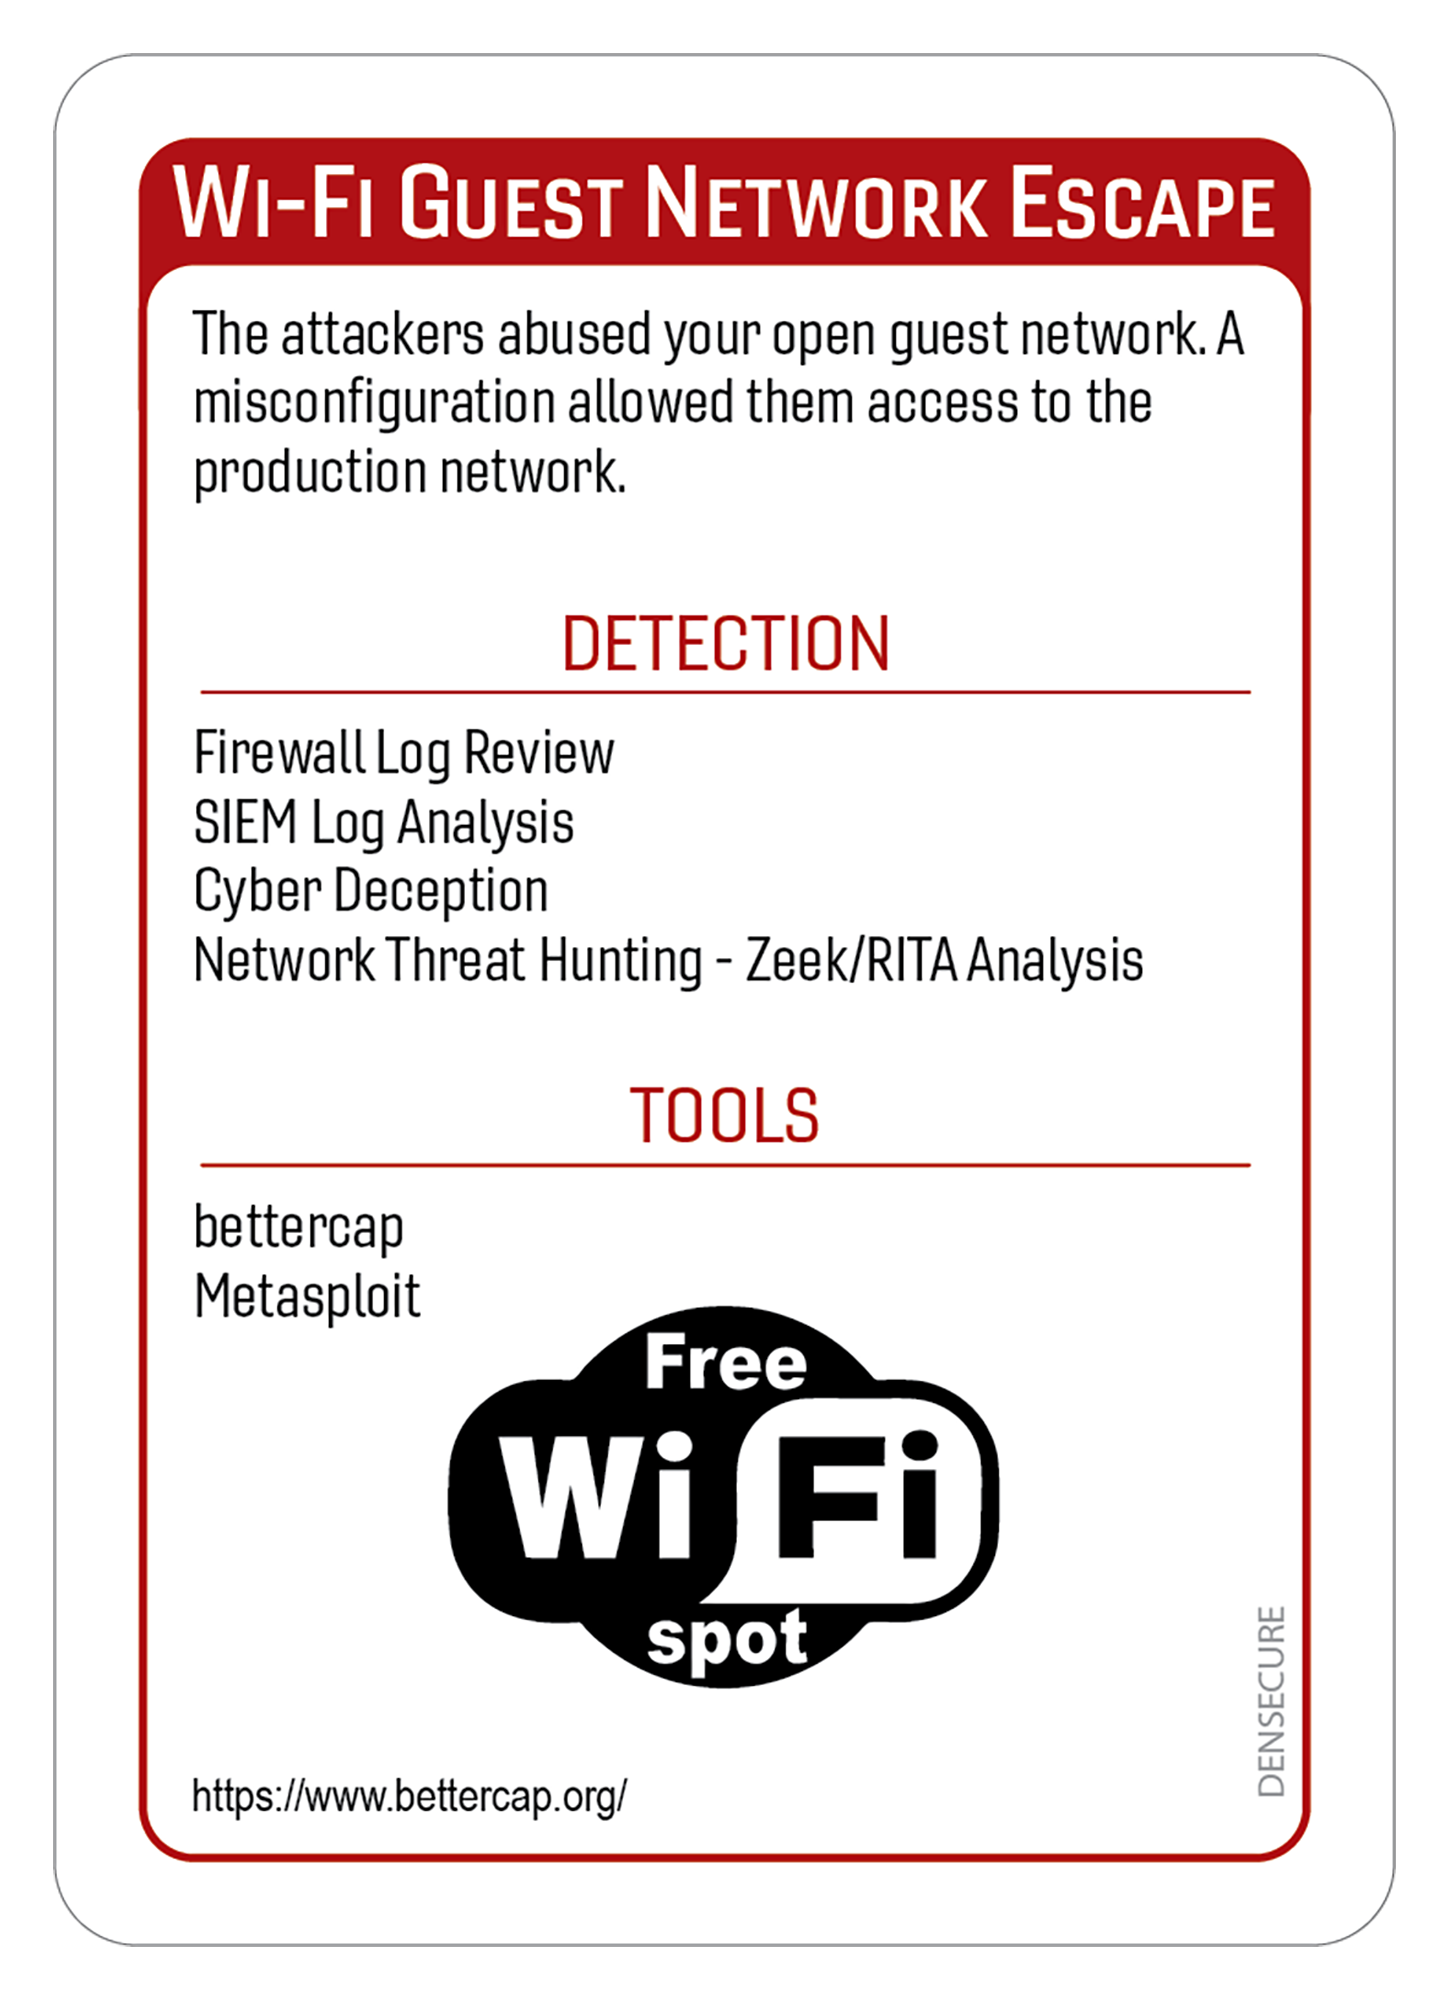 Wi-Fi Guest Network Escape
The attackers abused your open guest network. A
misconfiguration allowed them access to the
production network.
DETECTION
Firewall Log Review
SIEM Log Analysis
Cyber Deception
Network Threat Hunting - Zeek/RITA Analysis
TOOLS
bettercap
Metasploit
Free
Wi Fi
spot
DENSECURE
https://www.bettercap.org/